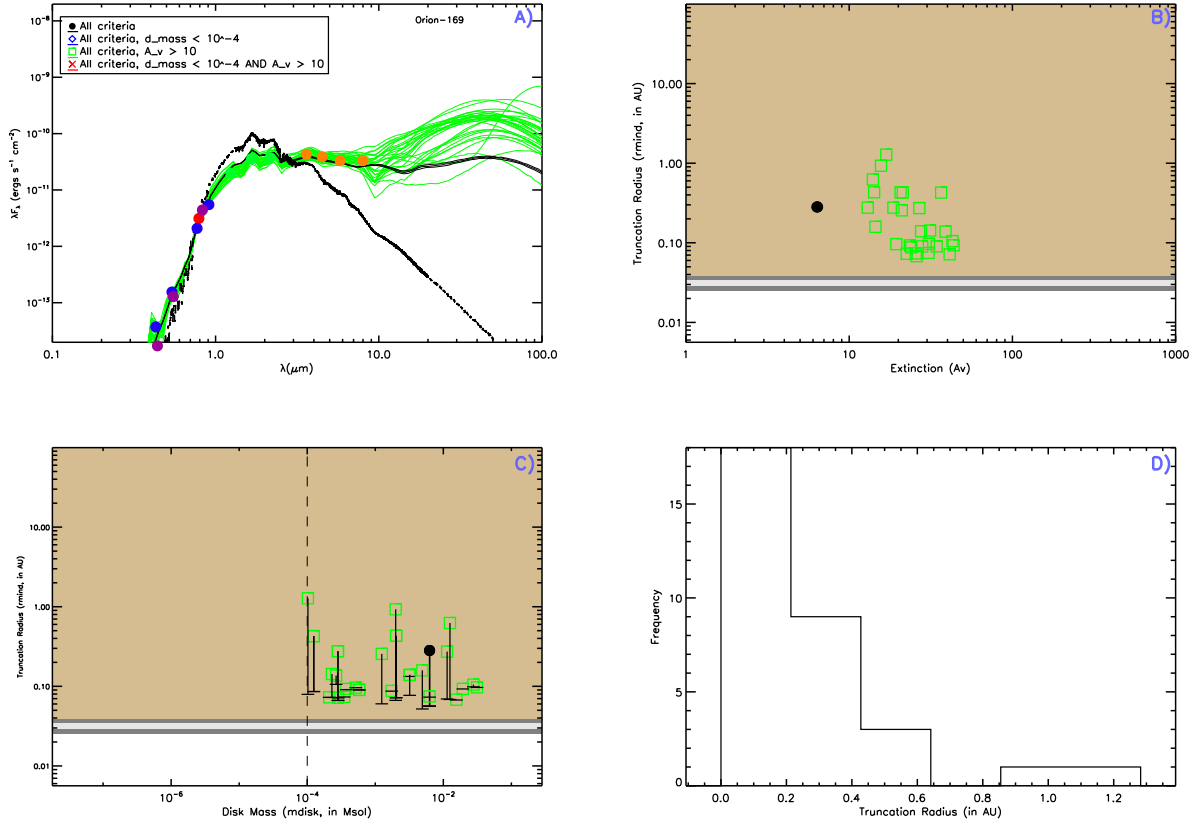 Orion-169
A)
All criteria
All criteria, d_mass < 10^-4
All criteria, A_v > 10
All criteria, d_mass < 10^-4 AND A_v > 10
10⁻⁸
10⁻⁹
10⁻¹⁰
10⁻¹¹
10⁻¹²
10⁻¹³
λFλ (ergs s⁻¹ cm⁻²)
0.1 1.0 10.0 100.0
λ(μm)
B)
100.00
10.00
1.00
0.10
0.01
Truncation Radius (rmind, in AU)
1 10 100 1000
Extinction (Av)
C)
10.00
1.00
0.10
0.01
Truncation Radius (rmind, in AU)
10⁻⁶ 10⁻⁴ 10⁻²
Disk Mass (mdisk, in Msol)
D)
15
10
5
0
Frequency
0.0 0.2 0.4 0.6 0.8 1.0 1.2
Truncation Radius (in AU)